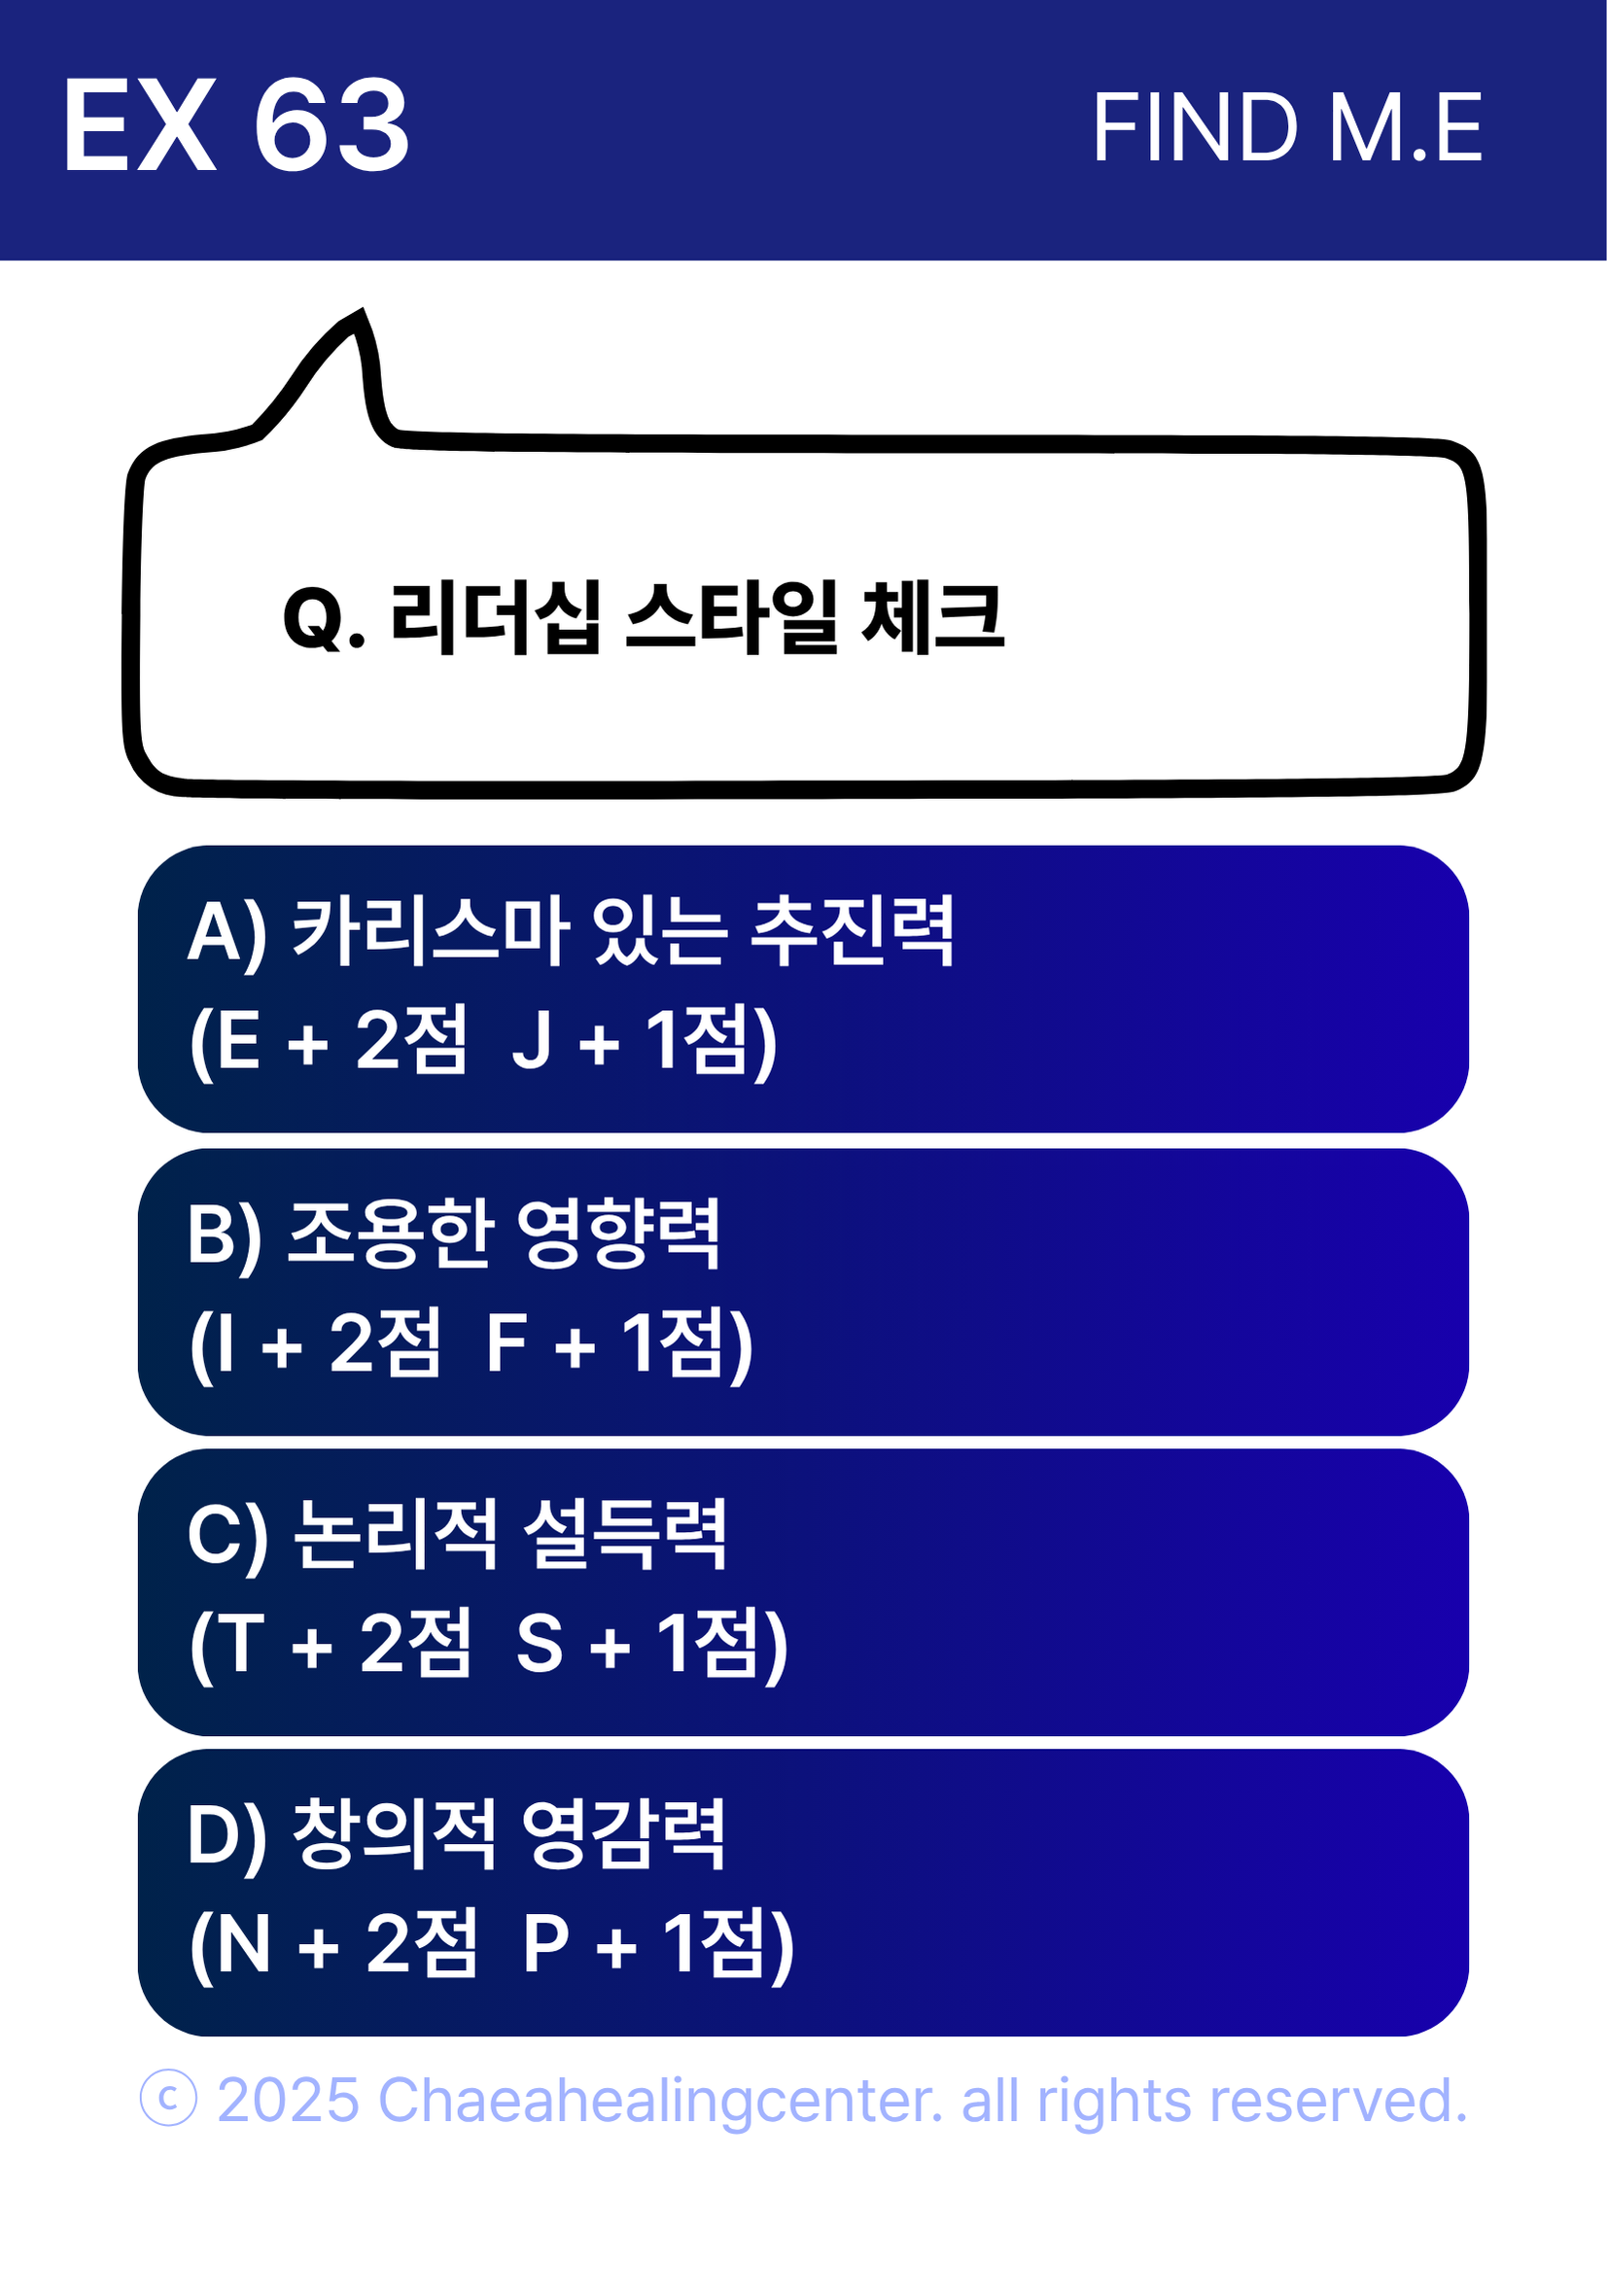 EX 63
FIND M.E
Q. 리더십 스타일 체크
A) 카리스마 있는 추진력
(E + 2점  J + 1점)
B) 조용한 영향력
(I + 2점  F + 1점)
C) 논리적 설득력
(T + 2점  S + 1점)
D) 창의적 영감력
(N + 2점  P + 1점)
ⓒ 2025 Chaeahealingcenter. all rights reserved.